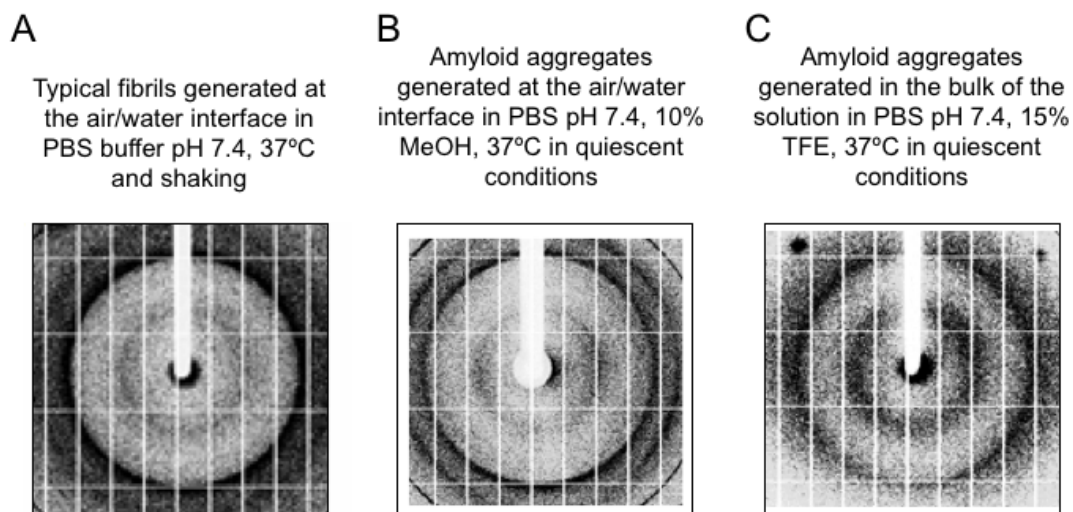 A
Typical fibrils generated at
the air/water interface in
PBS buffer pH 7.4, 37ºC
and shaking
B
Amyloid aggregates
generated at the air/water
interface in PBS pH 7.4, 10%
MeOH, 37ºC in quiescent
conditions
C
Amyloid aggregates
generated in the bulk of the
solution in PBS pH 7.4, 15%
TFE, 37ºC in quiescent
conditions